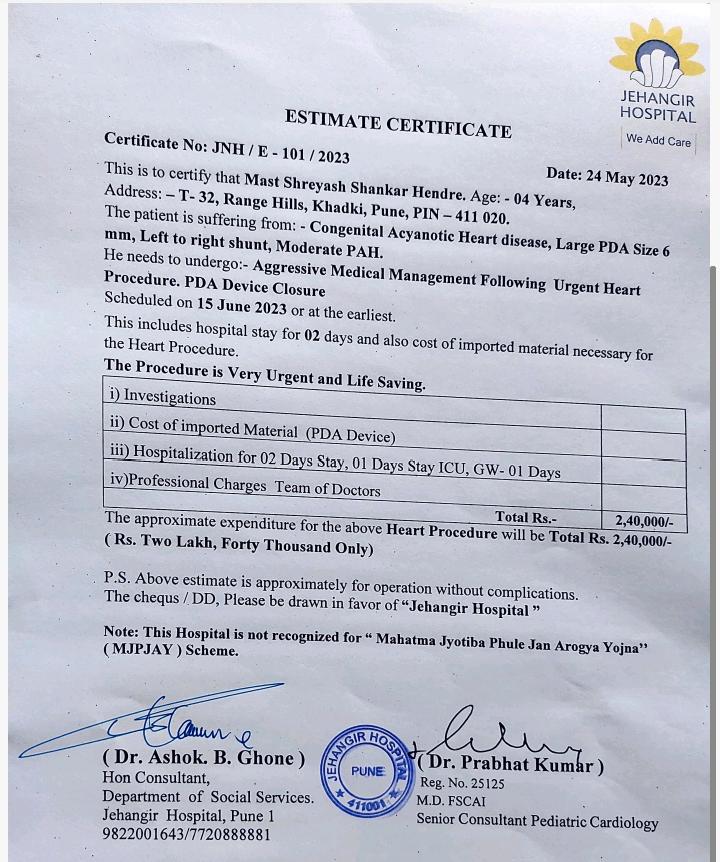 JEHANGIR
HOSPITAL
We Add Care
ESTIMATE CERTIFICATE
Certificate No: JNH / E - 101 / 2023
Date: 24 May 2023
This is to certify that Mast Shreyash Shankar Hendre. Age: - 04 Years,
Address: – T- 32, Range Hills, Khadki, Pune, PIN – 411 020.
The patient is suffering from: - Congenital Acyanotic Heart disease, Large PDA Size 6
mm, Left to right shunt, Moderate PAH.
He needs to undergo:- Aggressive Medical Management Following Urgent Heart
Procedure. PDA Device Closure
Scheduled on 15 June 2023 or at the earliest.
This includes hospital stay for 02 days and also cost of imported material necessary for
the Heart Procedure.
The Procedure is Very Urgent and Life Saving.
i) Investigations
ii) Cost of imported Material (PDA Device)
iii) Hospitalization for 02 Days Stay, 01 Days Stay ICU, GW- 01 Days
iv)Professional Charges Team of Doctors
Total Rs.- 2,40,000/-
The approximate expenditure for the above Heart Procedure will be Total Rs. 2,40,000/-
( Rs. Two Lakh, Forty Thousand Only)
P.S. Above estimate is approximately for operation without complications.
The chequs / DD, Please be drawn in favor of “Jehangir Hospital ”
Note: This Hospital is not recognized for “ Mahatma Jyotiba Phule Jan Arogya Yojna”
( MJPJAY ) Scheme.
( Dr. Ashok. B. Ghone )
Hon Consultant,
Department of Social Services.
Jehangir Hospital, Pune 1
9822001643/7720888881
JEHANGIR HOSPITAL
PUNE
411001
( Dr. Prabhat Kumar )
Reg. No. 25125
M.D. FSCAI
Senior Consultant Pediatric Cardiology